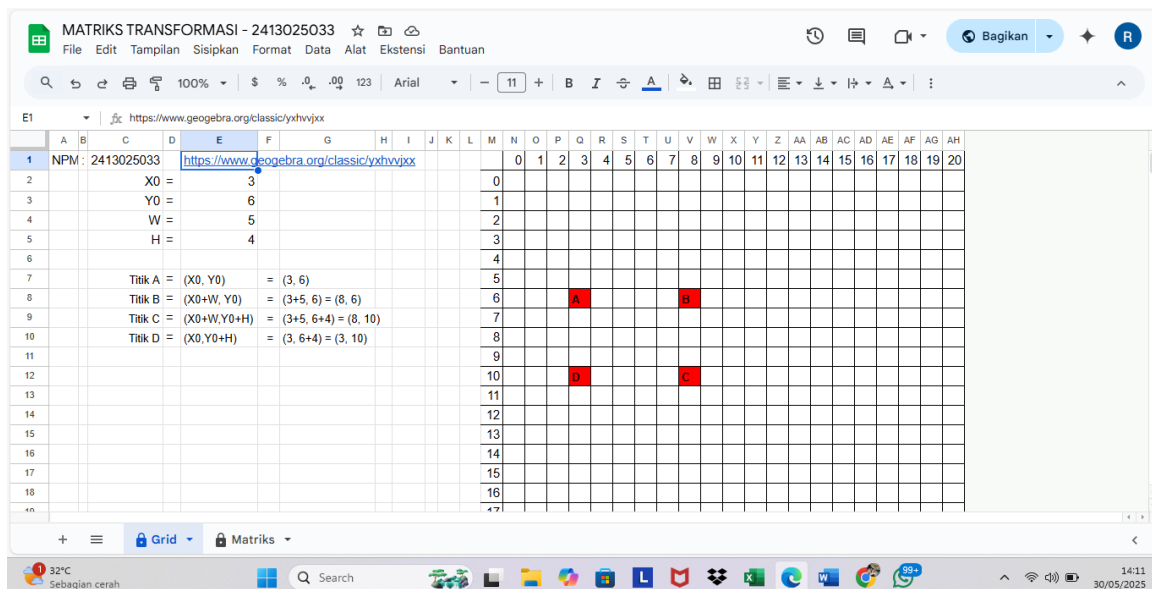 MATRIKS TRANSFORMASI - 2413025033
File Edit Tampilan Sisipkan Format Data Alat Ekstensi Bantuan
Bagikan
R
100% $ % .0 .00 123 Arial 11 B I A
E1 fx https://www.geogebra.org/classic/yxhvvjxx
A B C D E F G H I J K L M N O P Q R S T U V W X Y Z AA AB AC AD AE AF AG AH
1 NPM : 2413025033 https://www.geogebra.org/classic/yxhvvjxx 0 1 2 3 4 5 6 7 8 9 10 11 12 13 14 15 16 17 18 19 20
2 X0 = 3 0
3 Y0 = 6 1
4 W = 5 2
5 H = 4 3
6 4
7 Titik A = (X0, Y0) = (3, 6) 5
8 Titik B = (X0+W, Y0) = (3+5, 6) = (8, 6) 6 A B
9 Titik C = (X0+W,Y0+H) = (3+5, 6+4) = (8, 10) 7
10 Titik D = (X0,Y0+H) = (3, 6+4) = (3, 10) 8
11 9
12 10 D C
13 11
14 12
15 13
16 14
17 15
18 16
19 17
Grid Matriks
1 32°C
Sebagian cerah
Search
99+
14:11
30/05/2025